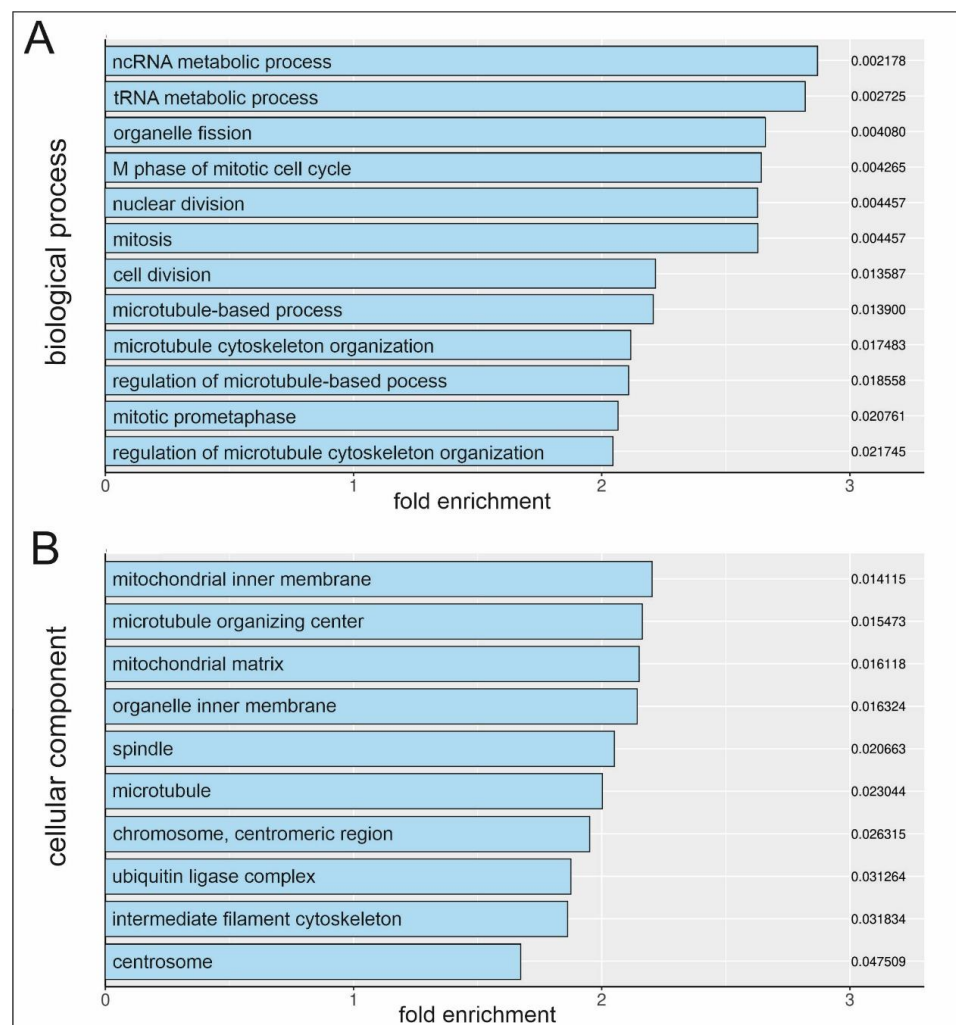 A
biological process
ncRNA metabolic process 0.002178
tRNA metabolic process 0.002725
organelle fission 0.004080
M phase of mitotic cell cycle 0.004265
nuclear division 0.004457
mitosis 0.004457
cell division 0.013587
microtubule-based process 0.013900
microtubule cytoskeleton organization 0.017483
regulation of microtubule-based pocess 0.018558
mitotic prometaphase 0.020761
regulation of microtubule cytoskeleton organization 0.021745
0 1 2 3
fold enrichment
B
cellular component
mitochondrial inner membrane 0.014115
microtubule organizing center 0.015473
mitochondrial matrix 0.016118
organelle inner membrane 0.016324
spindle 0.020663
microtubule 0.023044
chromosome, centromeric region 0.026315
ubiquitin ligase complex 0.031264
intermediate filament cytoskeleton 0.031834
centrosome 0.047509
0 1 2 3
fold enrichment